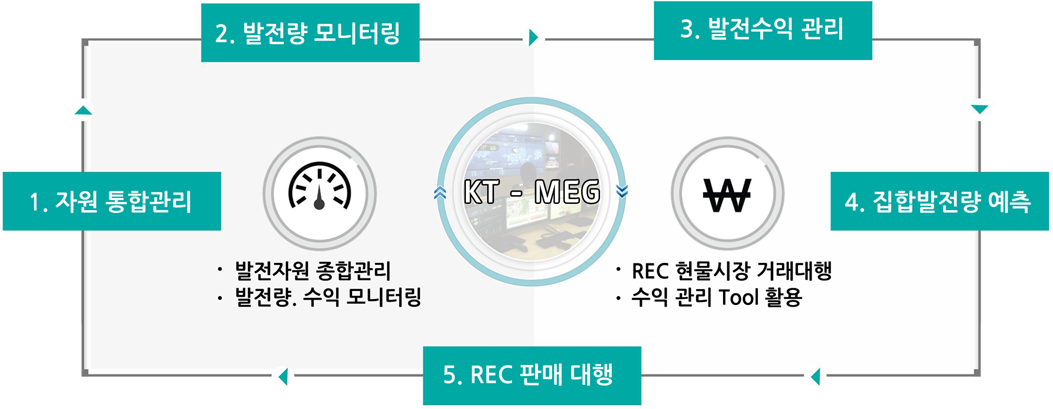 2. 발전량 모니터링
3. 발전수익 관리
1. 자원 통합관리
KT - MEG
₩
4. 집합발전량 예측
· 발전자원 종합관리
· 발전량. 수익 모니터링
· REC 현물시장 거래대행
· 수익 관리 Tool 활용
5. REC 판매 대행